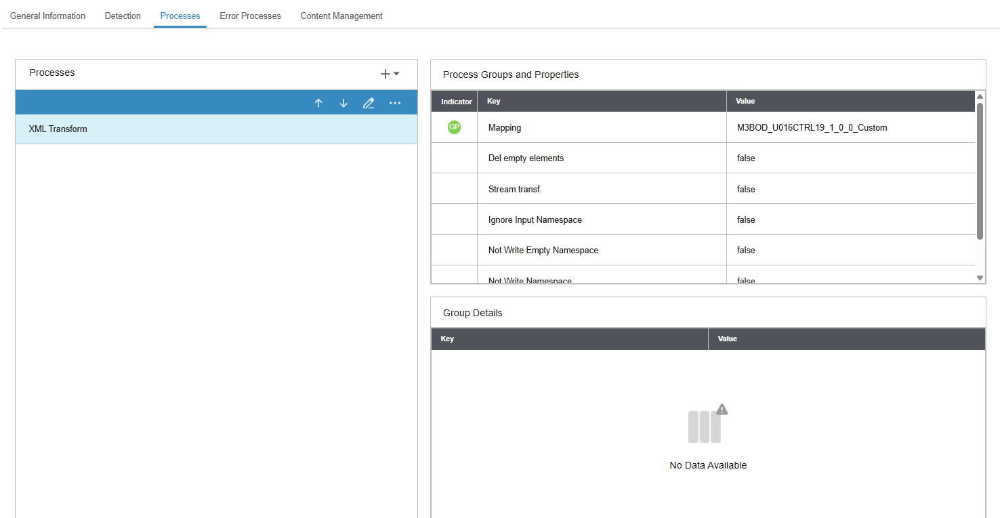 General Information Detection Processes Error Processes Content Management
Processes
XML Transform
Process Groups and Properties
Indicator Key Value
GP Mapping M3BOD_U016CTRL19_1_0_0_Custom
Del empty elements false
Stream transf. false
Ignore Input Namespace false
Not Write Empty Namespace false
Not Write Namespace false
Group Details
Key Value
No Data Available